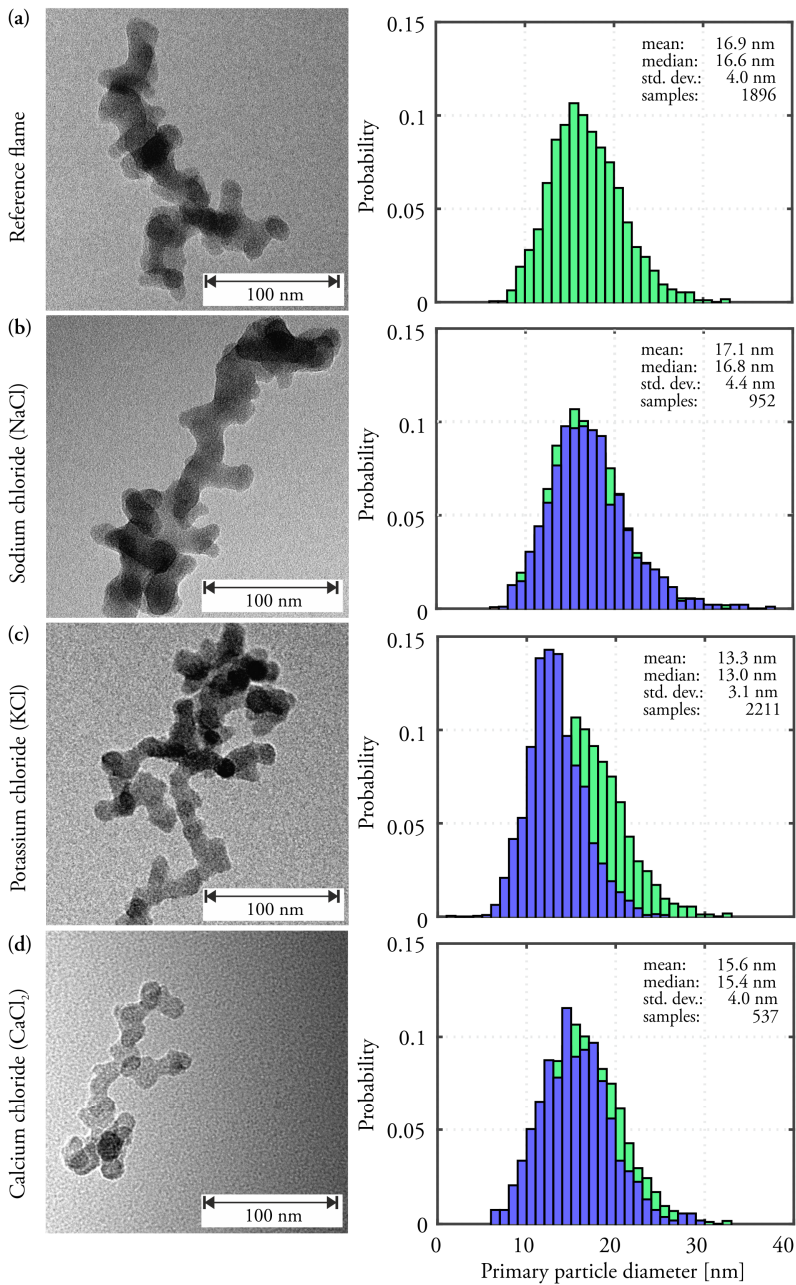 (a)
Reference flame
100 nm
Probability
0.15
0.1
0.05
0
mean: 16.9 nm
median: 16.6 nm
std. dev.: 4.0 nm
samples: 1896
(b)
Sodium chloride (NaCl)
100 nm
Probability
0.15
0.1
0.05
0
mean: 17.1 nm
median: 16.8 nm
std. dev.: 4.4 nm
samples: 952
(c)
Potassium chloride (KCl)
100 nm
Probability
0.15
0.1
0.05
0
mean: 13.3 nm
median: 13.0 nm
std. dev.: 3.1 nm
samples: 2211
(d)
Calcium chloride (CaCl₂)
100 nm
Probability
0.15
0.1
0.05
0
mean: 15.6 nm
median: 15.4 nm
std. dev.: 4.0 nm
samples: 537
0 10 20 30 40
Primary particle diameter [nm]